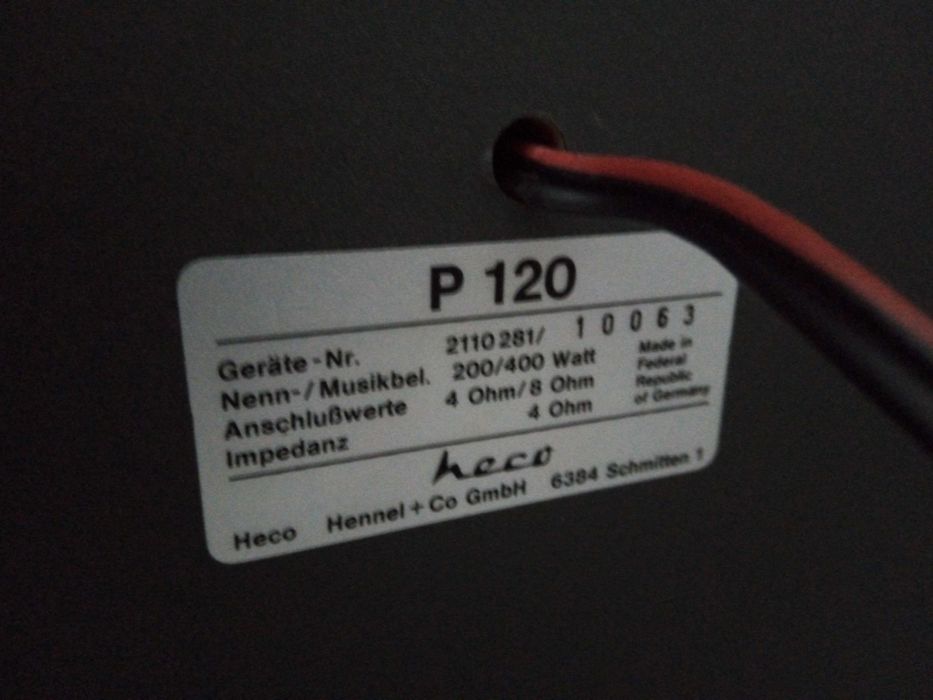 P 120
Geräte-Nr. 2110 281/ 10063
Nenn-/Musikbel. 200/400 Watt
Anschlußwerte 4 Ohm/8 Ohm
Impedanz 4 Ohm
Made in
Federal
Republic
of Germany
heco
Heco Hennel + Co GmbH 6384 Schmitten 1